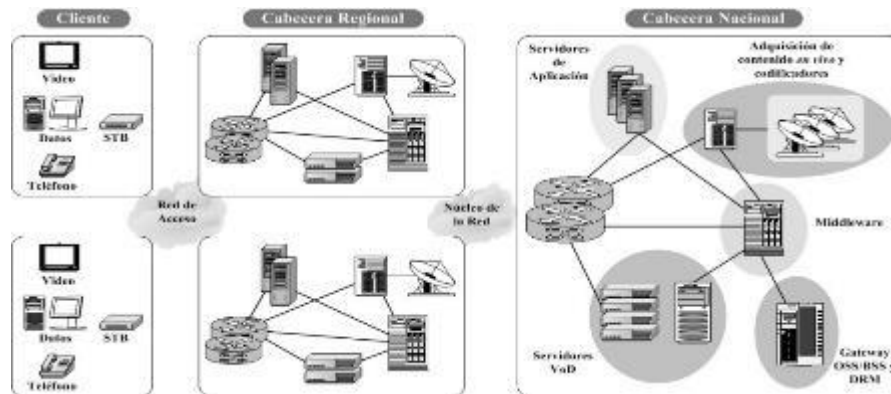 Cliente
Cabecera Regional
Cabecera Nacional
Video
Datos
STB
Teléfono
Red de
Acceso
Núcleo de
la Red
Video
Datos
STB
Teléfono
Servidores
de
Aplicación
Adquisición de
contenido en vivo y
codificadores
Middleware
Servidores
VoD
Gateway
OSS/BSS y
DRM